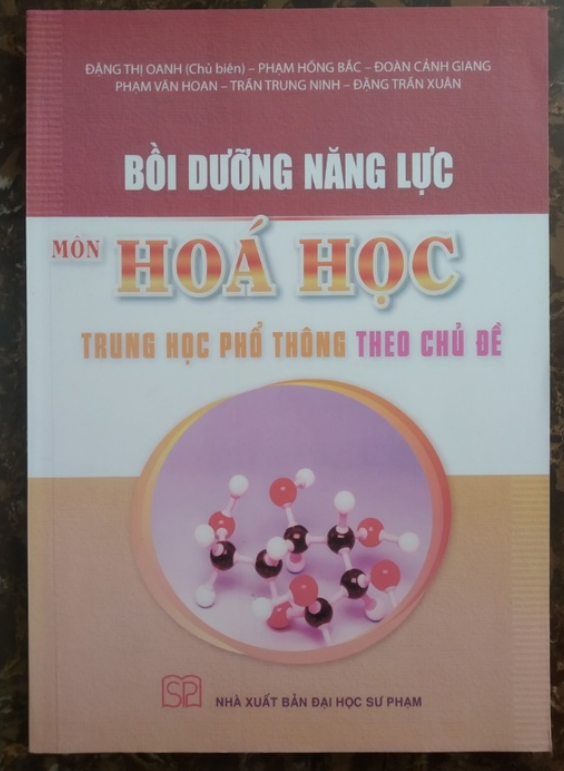 ĐẶNG THỊ OANH (Chủ biên) – PHẠM HỒNG BẮC – ĐOÀN CẢNH GIANG
PHẠM VĂN HOAN – TRẦN TRUNG NINH – ĐẶNG TRẦN XUÂN
BỒI DƯỠNG NĂNG LỰC
MÔN HOÁ HỌC
TRUNG HỌC PHỔ THÔNG THEO CHỦ ĐỀ
SP NHÀ XUẤT BẢN ĐẠI HỌC SƯ PHẠM